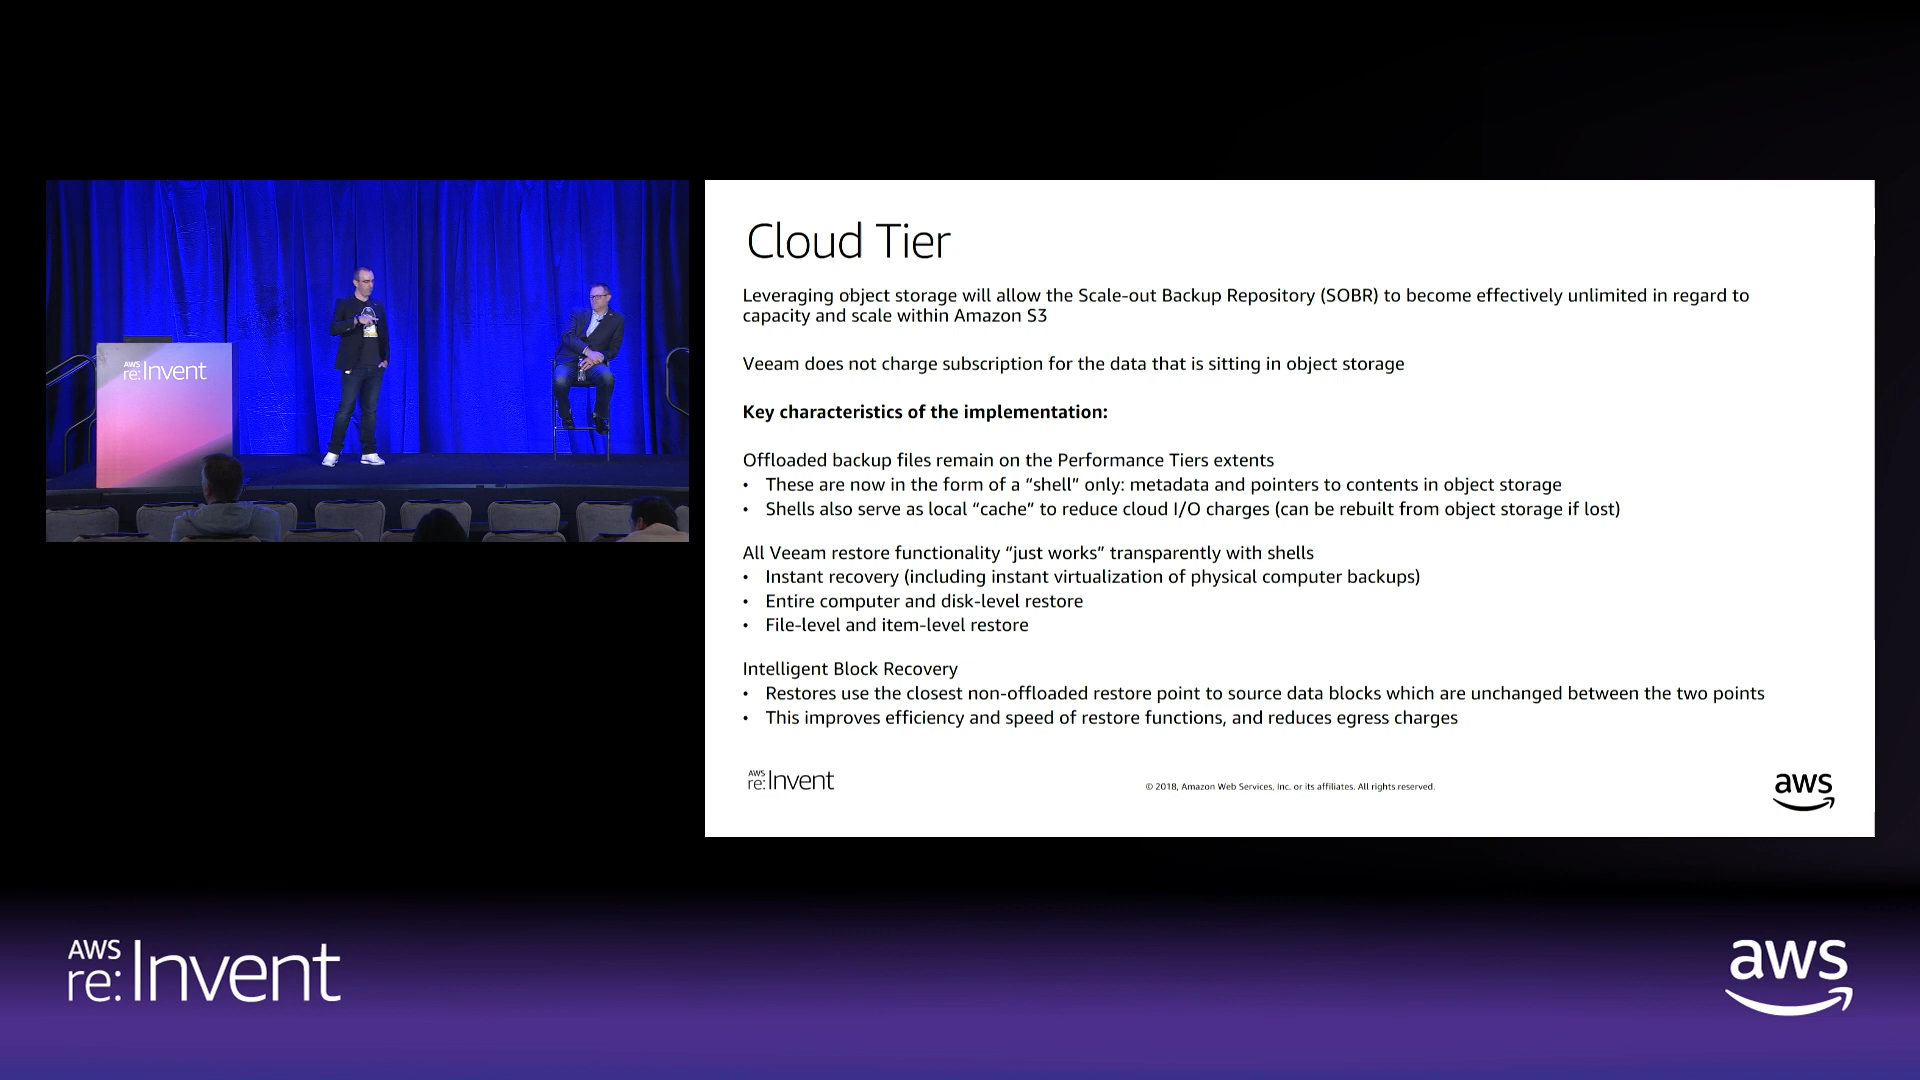 AWS
re:Invent
Cloud Tier
Leveraging object storage will allow the Scale-out Backup Repository (SOBR) to become effectively unlimited in regard to
capacity and scale within Amazon S3
Veeam does not charge subscription for the data that is sitting in object storage
Key characteristics of the implementation:
Offloaded backup files remain on the Performance Tiers extents
• These are now in the form of a “shell” only: metadata and pointers to contents in object storage
• Shells also serve as local “cache” to reduce cloud I/O charges (can be rebuilt from object storage if lost)
All Veeam restore functionality “just works” transparently with shells
• Instant recovery (including instant virtualization of physical computer backups)
• Entire computer and disk-level restore
• File-level and item-level restore
Intelligent Block Recovery
• Restores use the closest non-offloaded restore point to source data blocks which are unchanged between the two points
• This improves efficiency and speed of restore functions, and reduces egress charges
AWS
re:Invent
© 2018, Amazon Web Services, Inc. or its affiliates. All rights reserved.
aws
AWS
re:Invent
aws